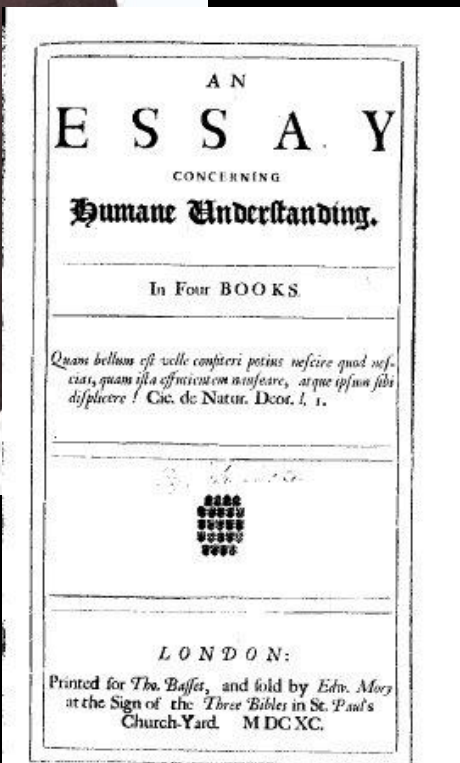 AN
ESSAY
CONCERNING
Humane Understanding.
In Four BOOKS.
Quam bellum eſt velle confiteri potius neſcire quod neſ-
cias, quam iſta effutientem nauſeare, atque ipſum ſibi
diſplicere ! Cic. de Natur. Deor. l. 1.
LONDON:
Printed for Tho. Baſſet, and ſold by Edw. Mory
at the Sign of the Three Bibles in St. Paul's
Church-Yard. MDCXC.